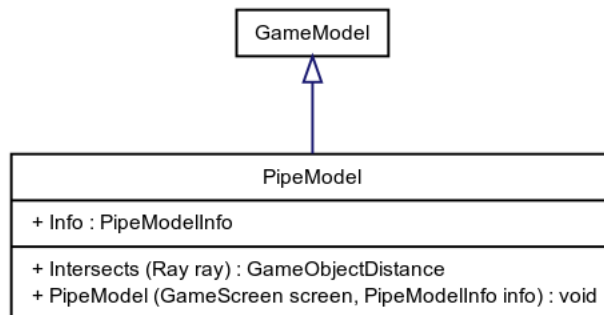 GameModel
PipeModel
+ Info : PipeModelInfo
+ Intersects (Ray ray) : GameObjectDistance
+ PipeModel (GameScreen screen, PipeModelInfo info) : void